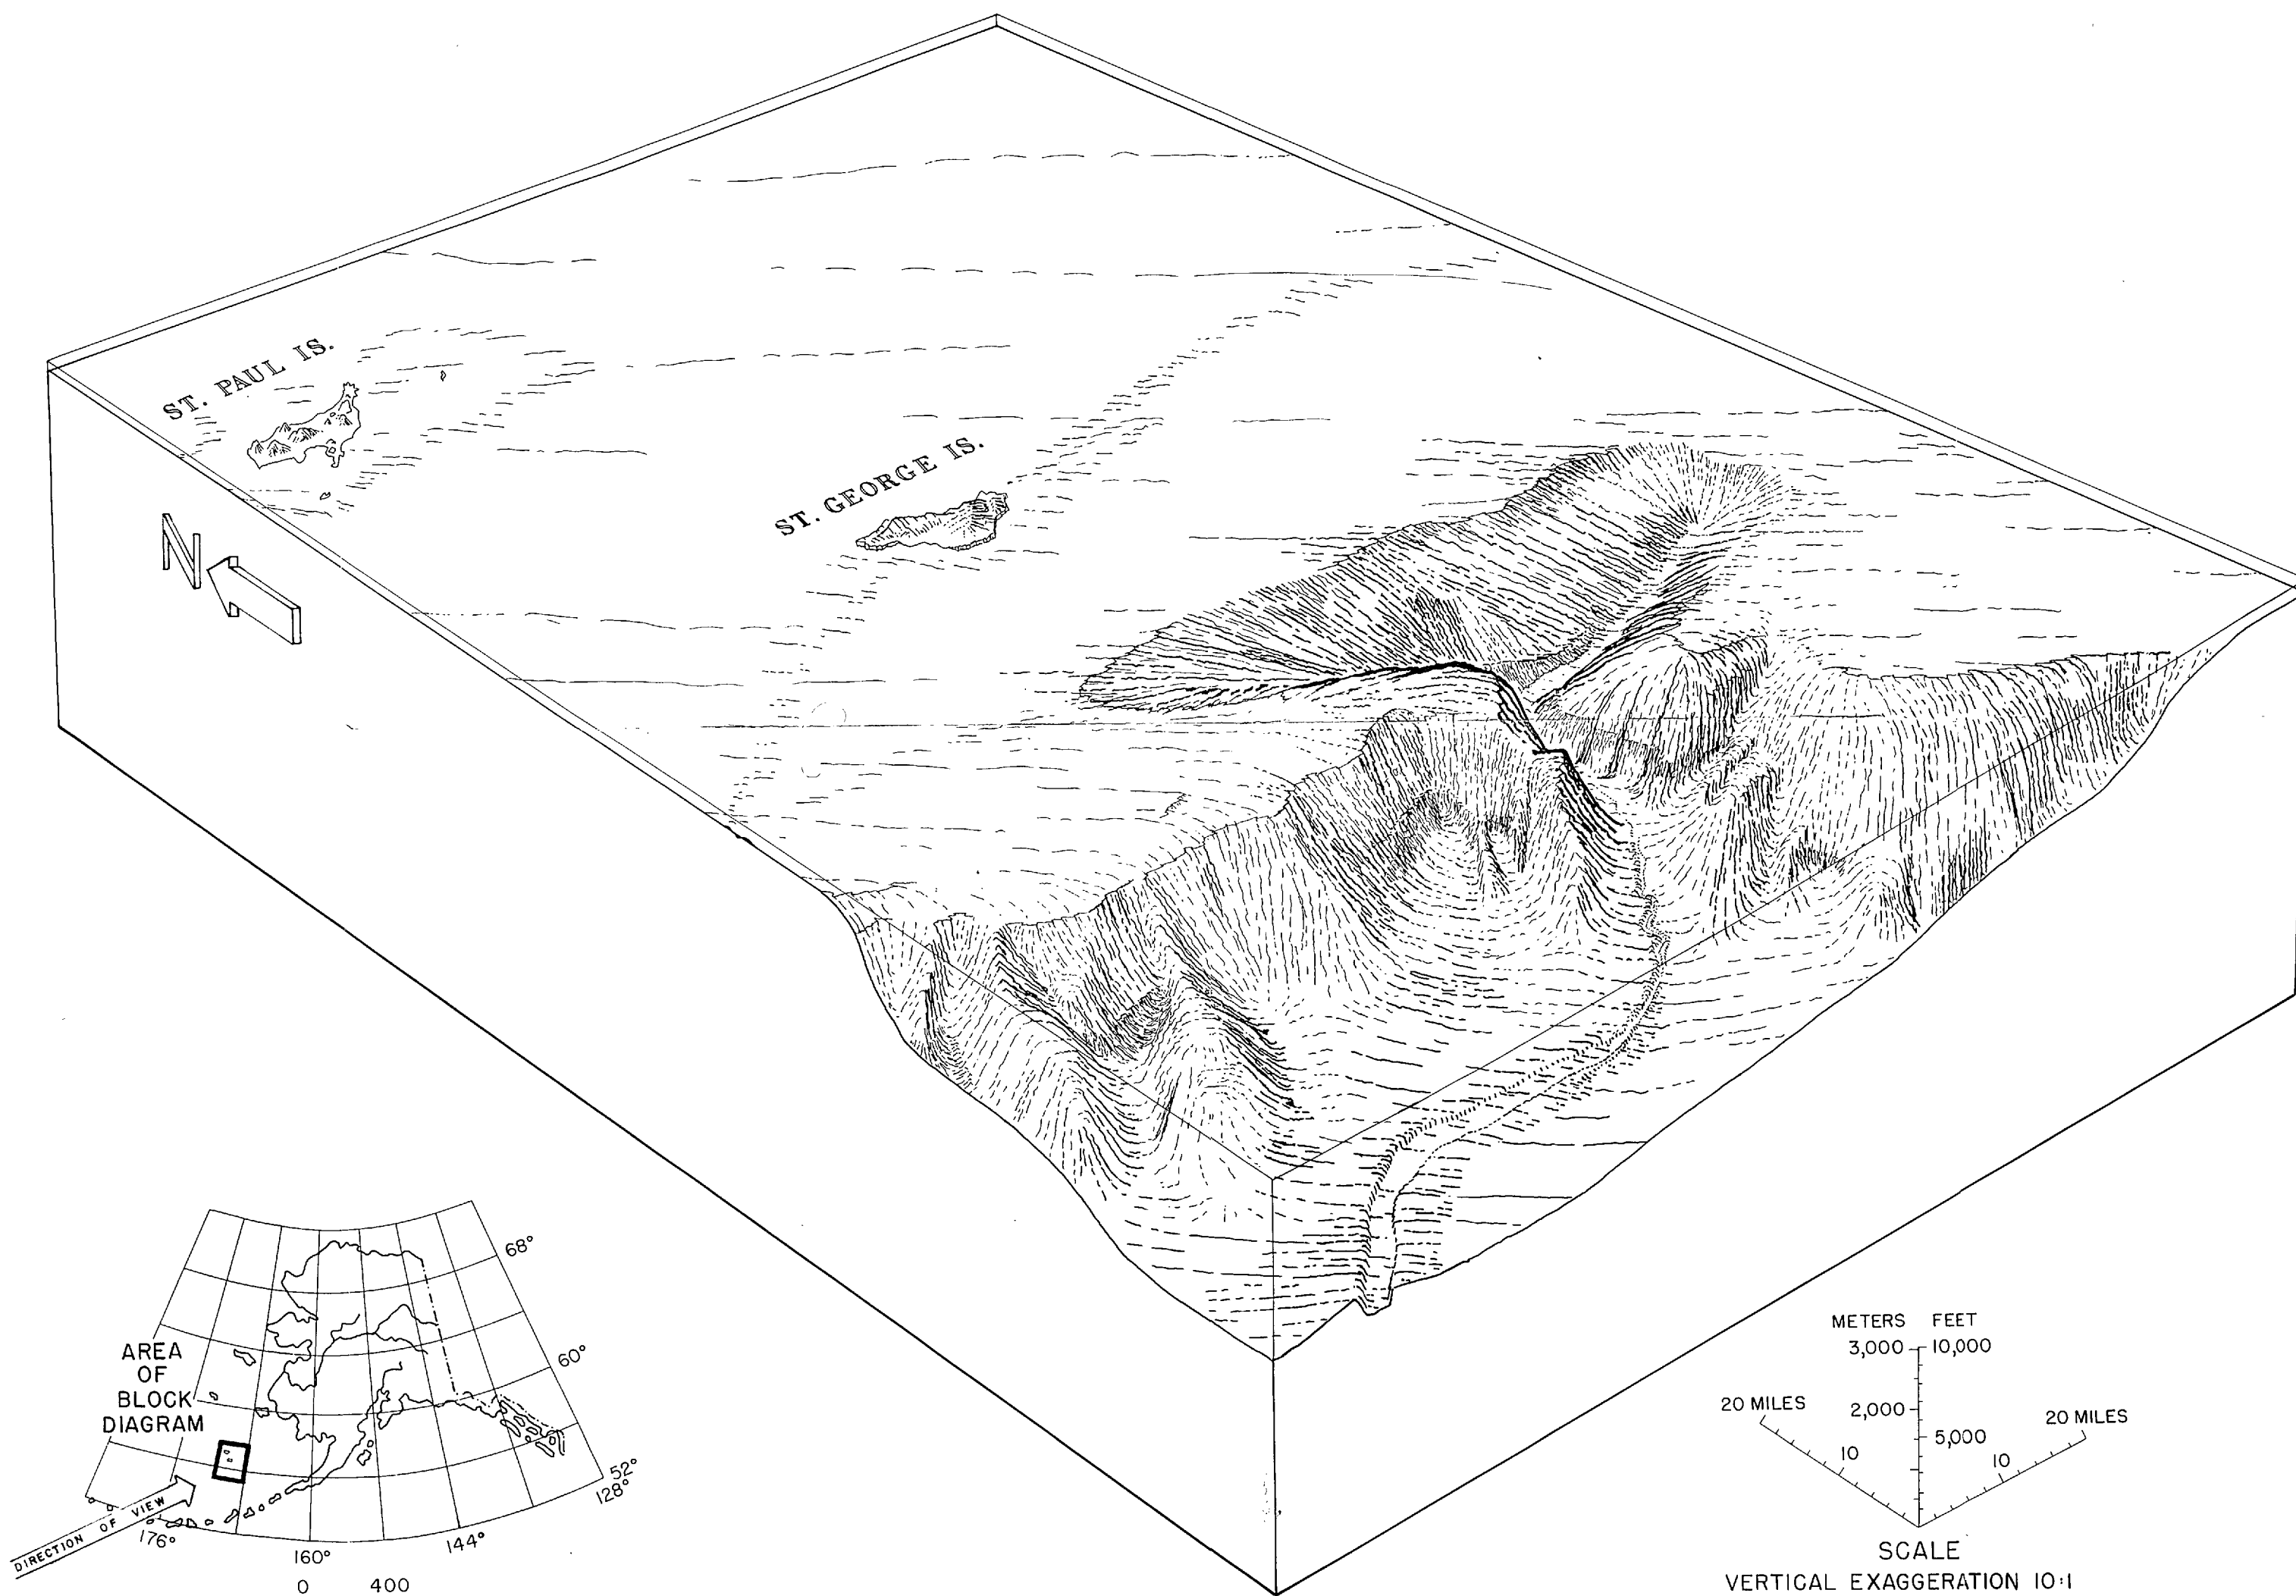 ST. PAUL IS.
ST. GEORGE IS.
N
68°
60°
52°
128°
144°
160°
176°
AREA
OF
BLOCK
DIAGRAM
DIRECTION OF VIEW
0 400
METERS FEET
3,000 10,000
2,000
5,000
20 MILES
10
20 MILES
10
SCALE
VERTICAL EXAGGERATION 10:1